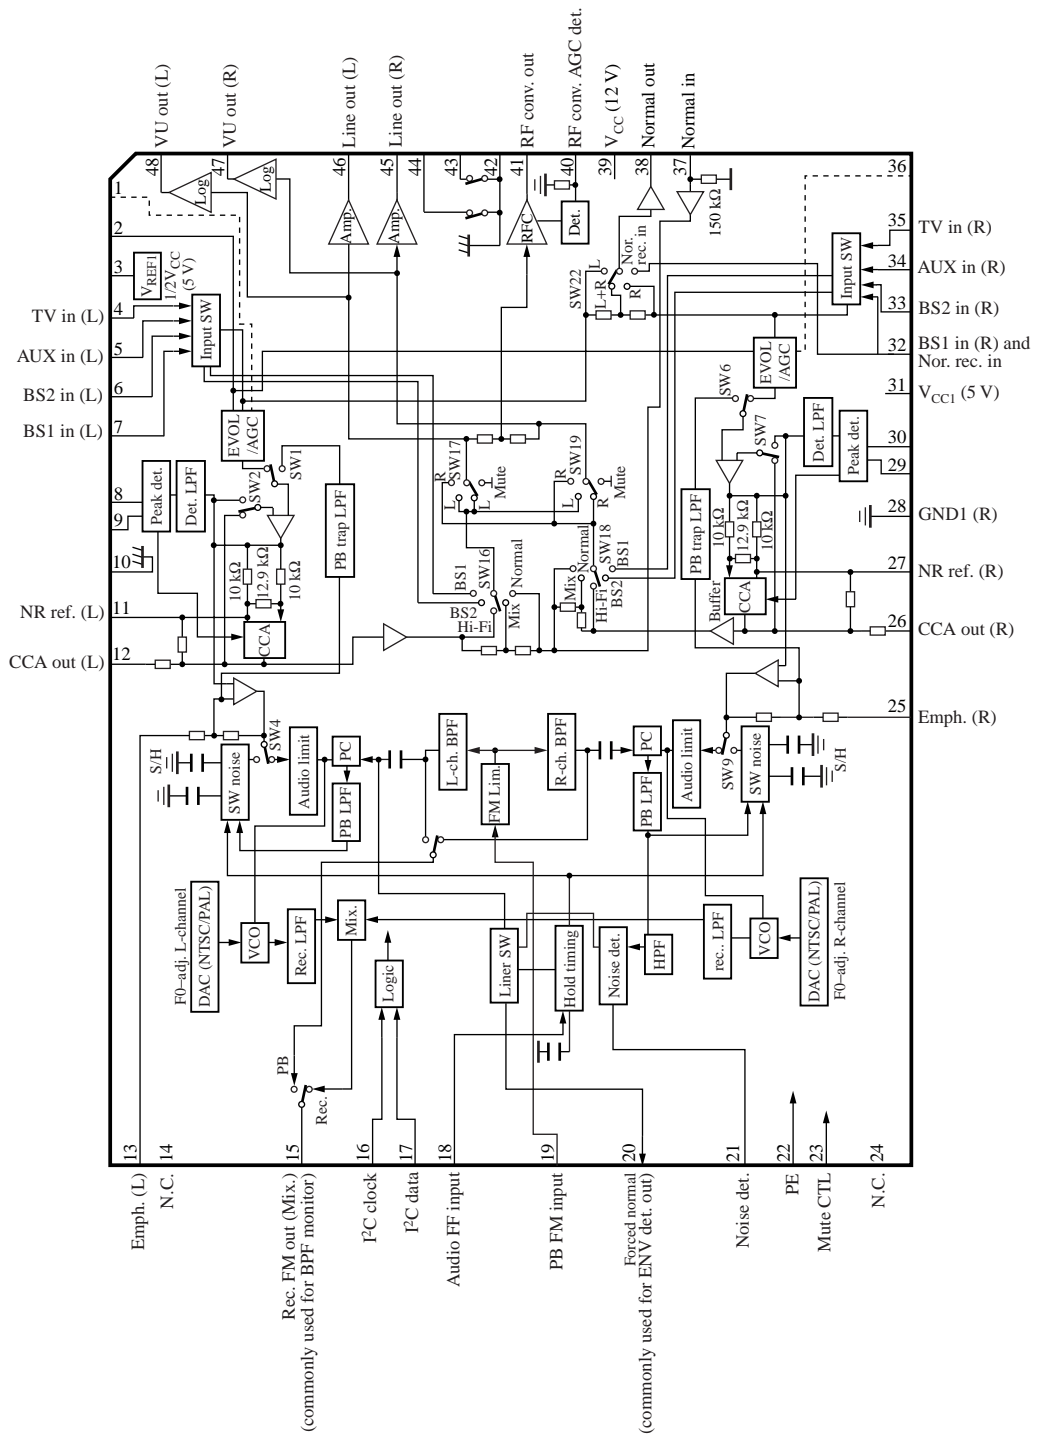 VU out (L)
VU out (R)
Line out (L)
Line out (R)
RF conv. out
RF conv. AGC det.
V_CC (12 V)
Normal out
Normal in
48
47
46
45
44
43
42
41
40
39
38
37
1
2
3
4
5
6
7
8
9
10
11
12
TV in (L)
AUX in (L)
BS2 in (L)
BS1 in (L)
NR ref. (L)
CCA out (L)
36
35
34
33
32
31
30
29
28
27
26
25
TV in (R)
AUX in (R)
BS2 in (R)
BS1 in (R) and
Nor. rec. in
V_CC1 (5 V)
GND1 (R)
NR ref. (R)
CCA out (R)
Emph. (R)
Log
Log
Amp.
Amp.
RFC
Det.
150 kΩ
V_REF1
1/2V_CC
(5 V)
Input SW
Input SW
SW22
L
L+R
R
Nor.
rec. in
EVOL
/AGC
EVOL
/AGC
SW1
SW2
SW6
SW7
Peak det.
Det. LPF
PB trap LPF
10 kΩ
12.9 kΩ
10 kΩ
CCA
SW17
R
L
L
Mute
SW19
R
L
R
Mute
SW16
BS1
BS2
Hi-Fi
Normal
Mix
SW18
BS1
BS2
Normal
Mix
Hi-Fi
PB trap LPF
Det. LPF
Peak det.
10 kΩ
12.9 kΩ
10 kΩ
Buffer
CCA
SW4
S/H
SW noise
Audio limit
PC
PB LPF
L-ch. BPF
FM Lim.
R-ch. BPF
PC
PB LPF
Audio limit
SW9
SW noise
S/H
F0–adj. L-channel
DAC (NTSC/PAL)
VCO
Rec. LPF
Mix.
Logic
Liner SW
Hold timing
Noise det.
HPF
rec.. LPF
VCO
DAC (NTSC/PAL)
F0–adj. R-channel
PB
Rec.
13
14
15
16
17
18
19
20
21
22
23
24
Emph. (L)
N.C.
Rec. FM out (Mix.)
(commonly used for BPF monitor)
I²C clock
I²C data
Audio FF input
PB FM input
Forced normal
(commonly used for ENV det. out)
Noise det.
PE
Mute CTL
N.C.